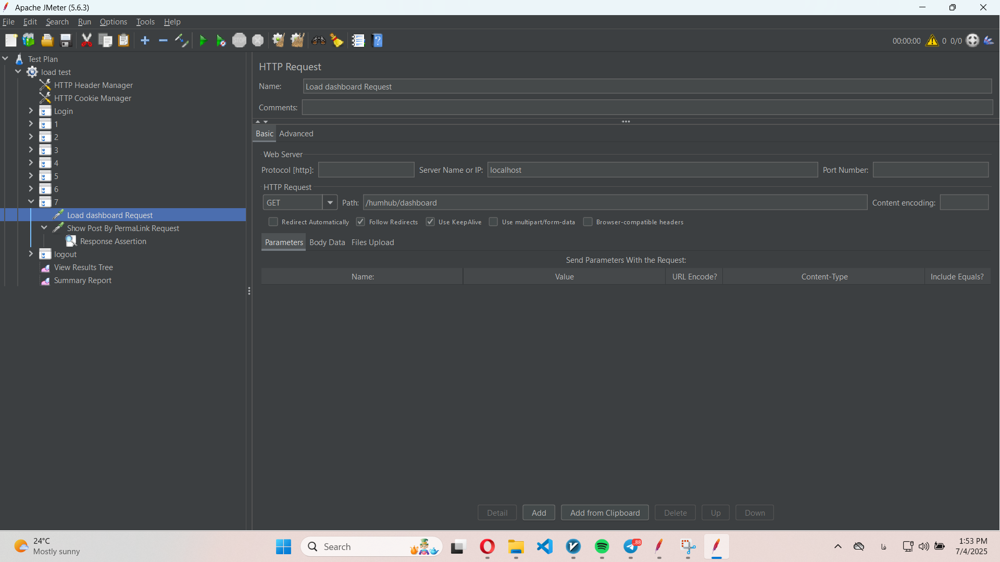 Apache JMeter (5.6.3)
File Edit Search Run Options Tools Help
00:00:00 0 0/0
Test Plan
load test
HTTP Header Manager
HTTP Cookie Manager
Login
1
2
3
4
5
6
7
Load dashboard Request
Show Post By PermaLink Request
Response Assertion
logout
View Results Tree
Summary Report
HTTP Request
Name: Load dashboard Request
Comments:
Basic Advanced
Web Server
Protocol [http]: Server Name or IP: localhost Port Number:
HTTP Request
GET Path: /humhub/dashboard Content encoding:
Redirect Automatically Follow Redirects Use KeepAlive Use multipart/form-data Browser-compatible headers
Parameters Body Data Files Upload
Send Parameters With the Request:
Name: Value URL Encode? Content-Type Include Equals?
Detail Add Add from Clipboard Delete Up Down
24°C
Mostly sunny
Search
88
فا
1:53 PM
7/4/2025